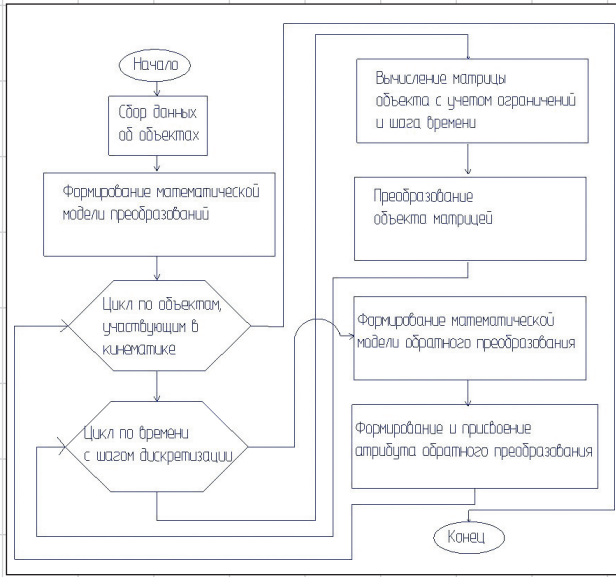 Начало
Сбор данных
об объектах
Формирование математической
модели преобразований
Цикл по объектам,
участвующим в
кинематике
Цикл по времени
с шагом дискретизации
Вычисление матрицы
объекта с учетом ограничений
и шага времени
Преобразование
объекта матрицей
Формирование математической
модели обратного преобразования
Формирование и присвоение
атрибута обратного преобразования
Конец